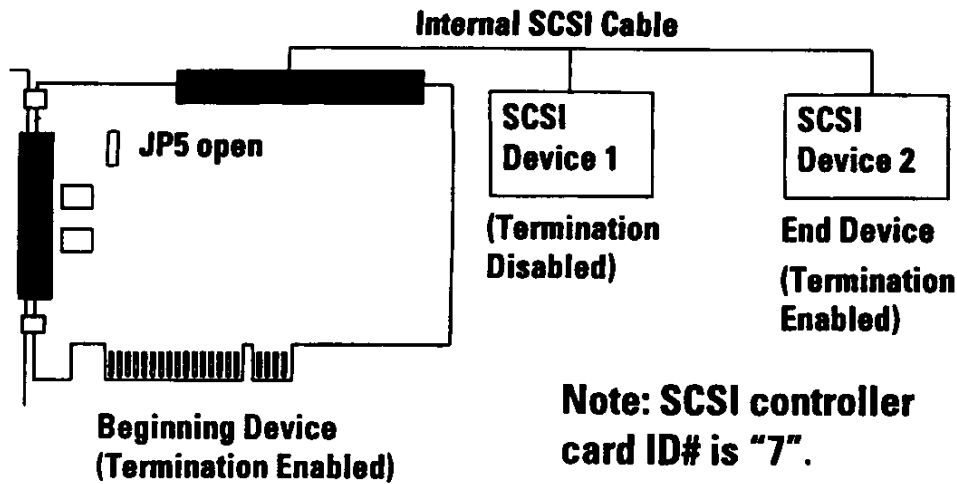 Internal SCSI Cable
JP5 open
SCSI
Device 1
(Termination
Disabled)
SCSI
Device 2
End Device
(Termination
Enabled)
Beginning Device
(Termination Enabled)
Note: SCSI controller
card ID# is "7".